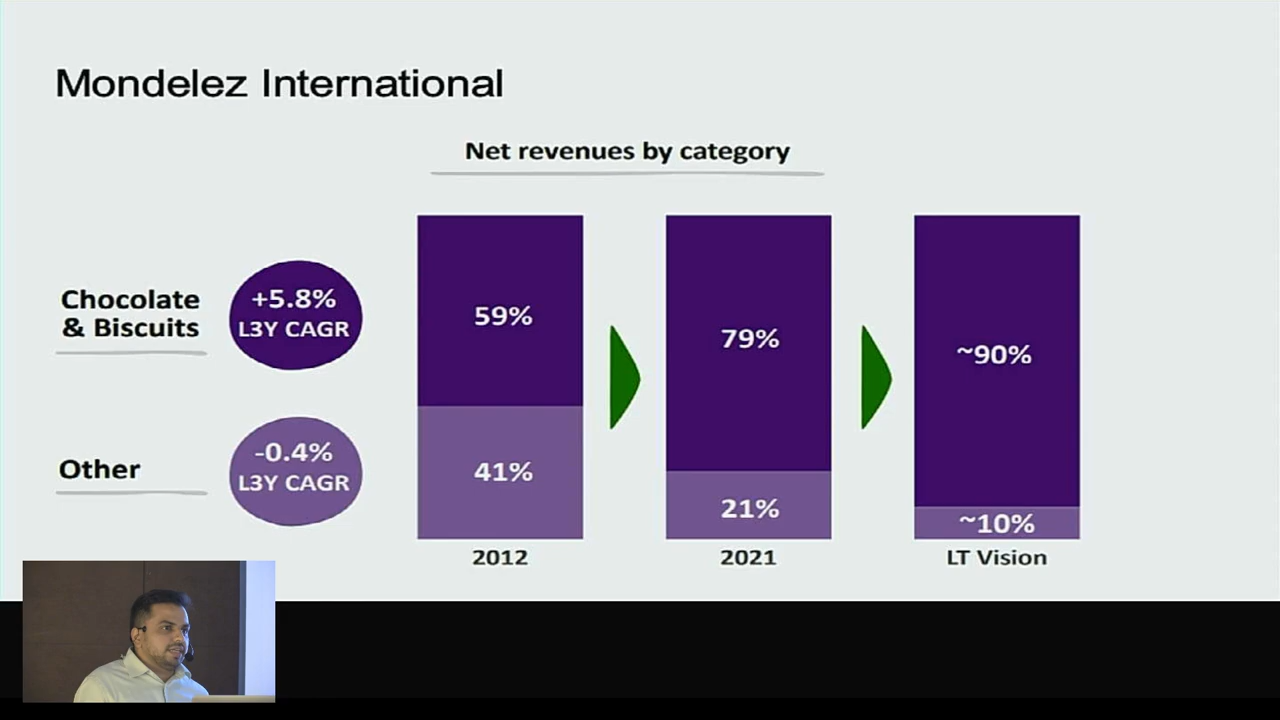 Mondelez International
Net revenues by category
Chocolate
& Biscuits
+5.8%
L3Y CAGR
59%
79%
~90%
Other
-0.4%
L3Y CAGR
41%
21%
~10%
2012
2021
LT Vision